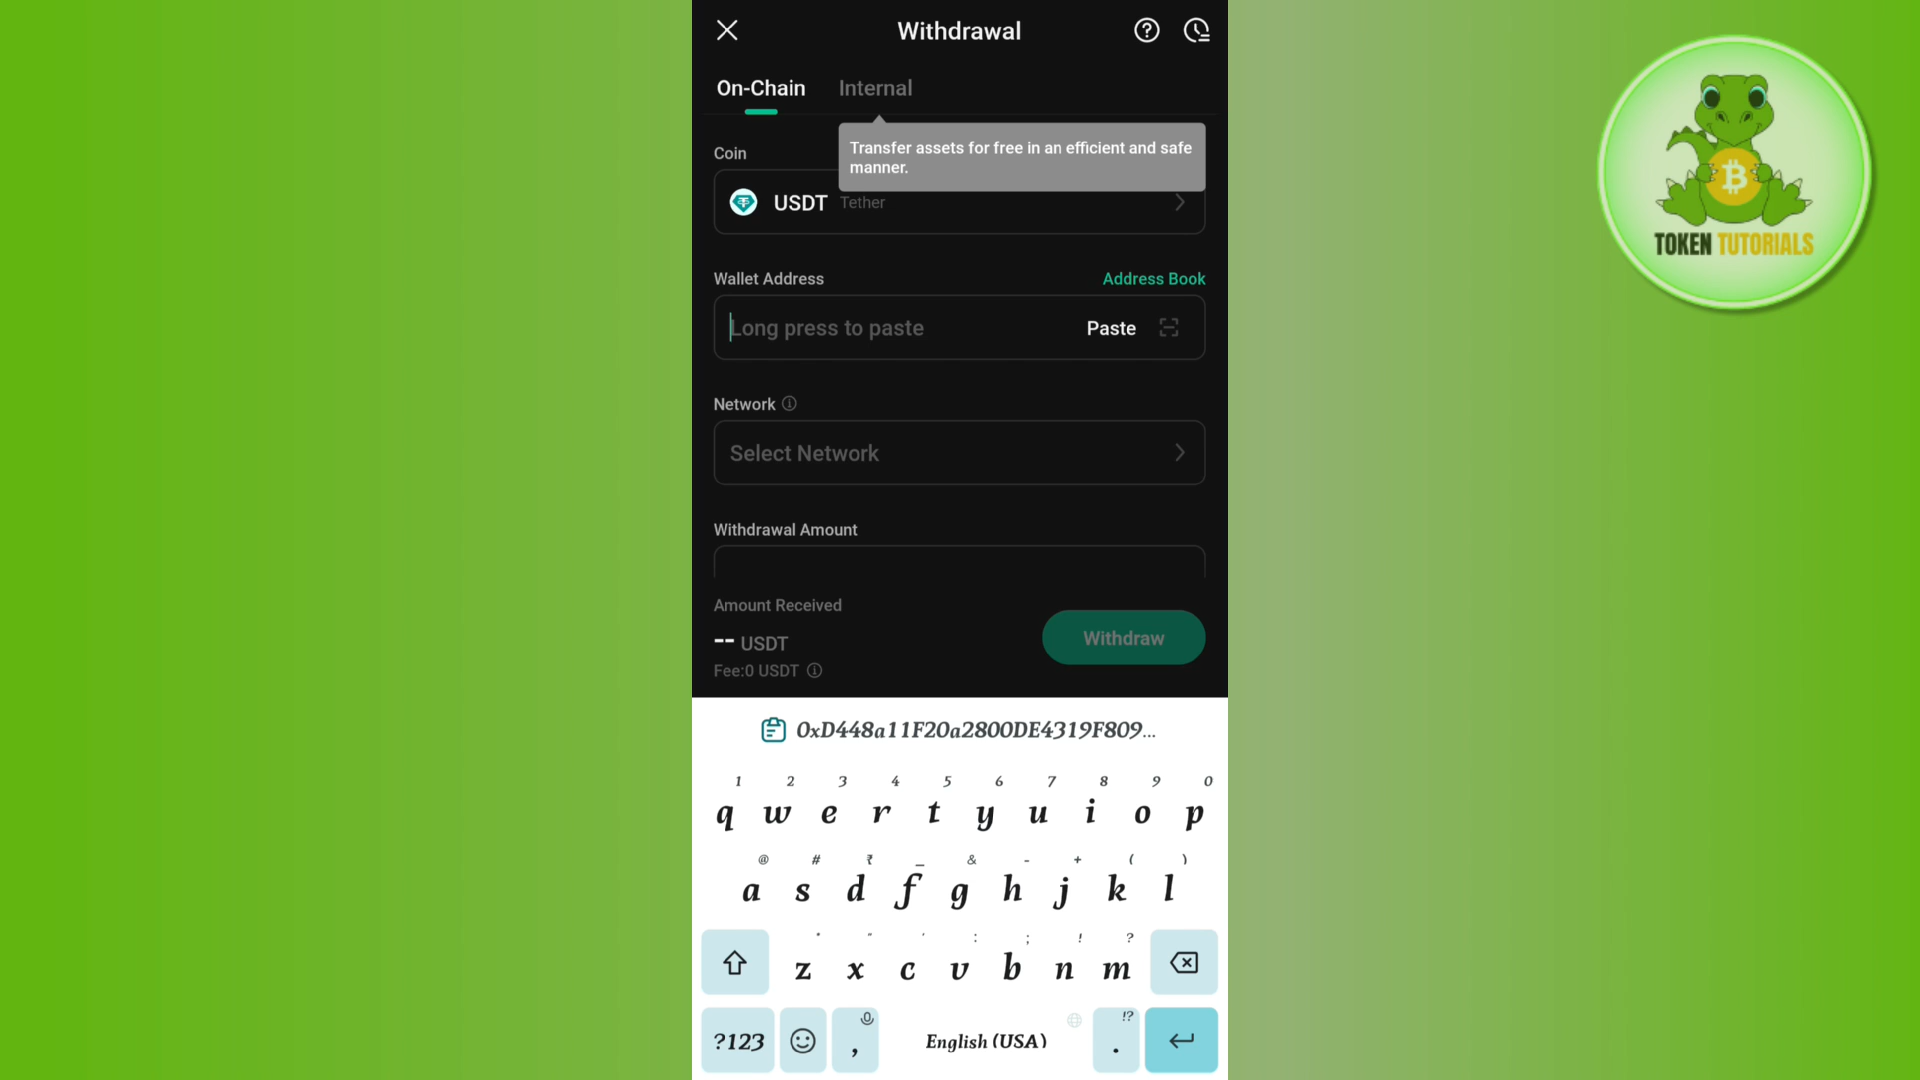 Withdrawal
On-Chain Internal
Transfer assets for free in an efficient and safe
manner.
Coin
USDT Tether
Wallet Address Address Book
Long press to paste Paste
Network
Select Network
Withdrawal Amount
Amount Received
-- USDT
Fee:0 USDT
Withdraw
0xD448a11F20a2800DE4319F809...
1 2 3 4 5 6 7 8 9 0
q w e r t y u i o p
@ # ₹ _ & - + ( )
a s d f g h j k l
* " ' : ; ! ?
z x c v b n m
!?
?123 , English (USA) .
TOKEN TUTORIALS